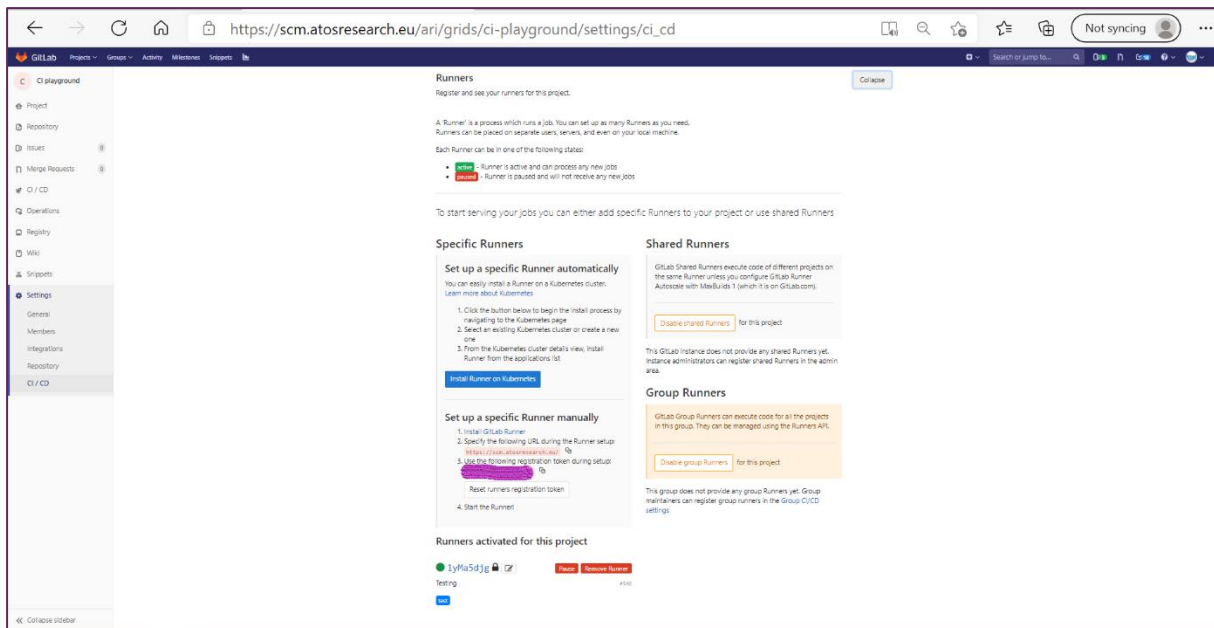 https://scm.atosresearch.eu/ari/grids/ci-playground/settings/ci_cd
Not syncing
GitLab Projects Groups Activity Milestones Snippets
Search or jump to...
C CI playground
Project
Repository
Issues 0
Merge Requests 0
CI / CD
Operations
Registry
Wiki
Snippets
Settings
General
Members
Integrations
Repository
CI / CD
Collapse sidebar
Runners
Collapse
Register and see your runners for this project.
A 'Runner' is a process which runs a job. You can set up as many Runners as you need.
Runners can be placed on separate users, servers, and even on your local machine.
Each Runner can be in one of the following states:
active - Runner is active and can process any new jobs
paused - Runner is paused and will not receive any new jobs
To start serving your jobs you can either add specific Runners to your project or use shared Runners
Specific Runners
Set up a specific Runner automatically
You can easily install a Runner on a Kubernetes cluster.
Learn more about Kubernetes
1. Click the button below to begin the install process by
navigating to the Kubernetes page
2. Select an existing Kubernetes cluster or create a new
one
3. From the Kubernetes cluster details view, install
Runner from the applications list
Install Runner on Kubernetes
Set up a specific Runner manually
1. Install GitLab Runner
2. Specify the following URL during the Runner setup:
https://scm.atosresearch.eu/
3. Use the following registration token during setup:
Reset runners registration token
4. Start the Runner!
Shared Runners
GitLab Shared Runners execute code of different projects on
the same Runner unless you configure GitLab Runner
Autoscale with MaxBuilds 1 (which it is on GitLab.com).
Disable shared Runners for this project
This GitLab instance does not provide any shared Runners yet.
Instance administrators can register shared Runners in the admin
area.
Group Runners
GitLab Group Runners can execute code for all the projects
in this group. They can be managed using the Runners API.
Disable group Runners for this project
This group does not provide any group Runners yet. Group
maintainers can register group runners in the Group CI/CD
settings
Runners activated for this project
1yMa5djg
Pause Remove Runner
Testing